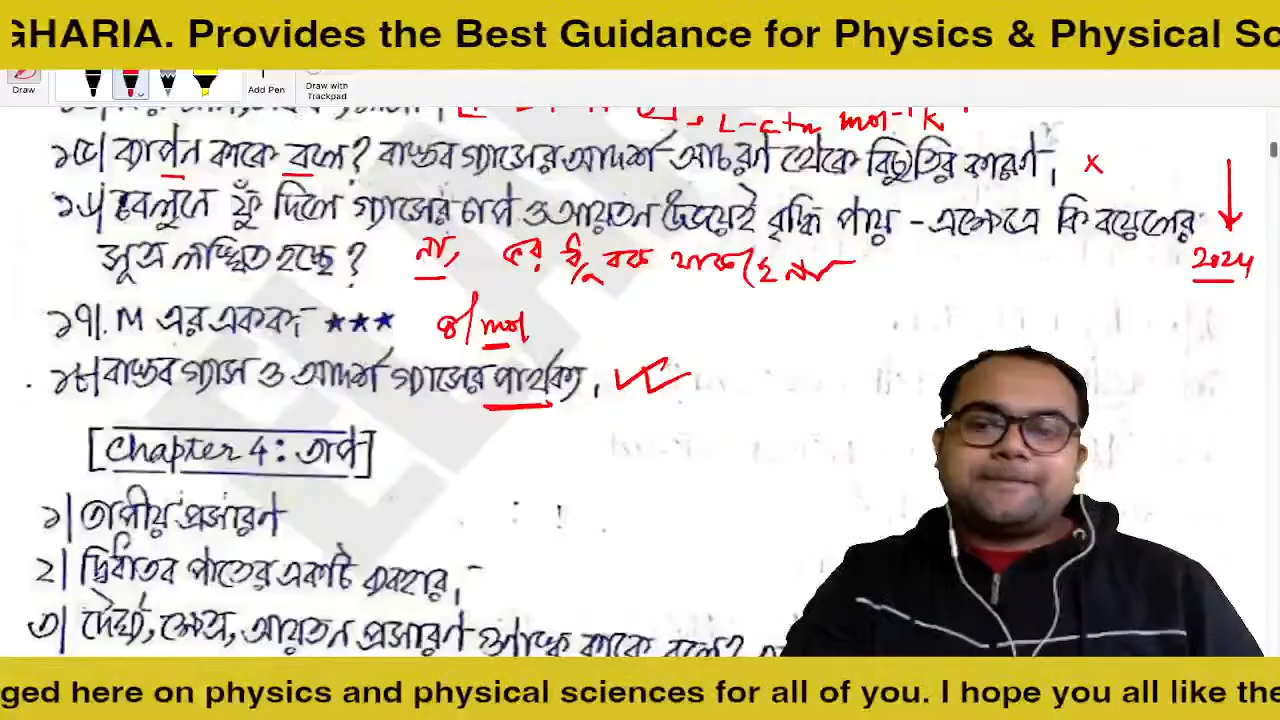 GHARIA. Provides the Best Guidance for Physics & Physical Sc
Draw
Add Pen
Draw with
Trackpad
L-atm mol⁻¹ K
১৫| ব্যাপন কাকে বলে? বাস্তব গ্যাসের আদর্শ আচরণ থেকে বিচ্যুতির কারণ। ×
১৬| বেলুনে ফুঁ দিলে গ্যাসের চাপ ও আয়তন উভয়েই বৃদ্ধি পায় - এক্ষেত্রে কি বয়েলের
সূত্র লঙ্ঘিত হচ্ছে? না,
2024
১৭|. M এর একক। ★★★ g/mol
১৮| বাস্তব গ্যাস ও আদর্শ গ্যাসের পার্থক্য।
[Chapter 4: তাপ]
১| তাপীয় প্রসারণ
২| দ্বিধাতব পাতের একটি ব্যবহার।
৩| দৈর্ঘ্য, ক্ষেত্র, আয়তন প্রসারণ গুণাঙ্ক কাকে বলে?
ged here on physics and physical sciences for all of you. I hope you all like the